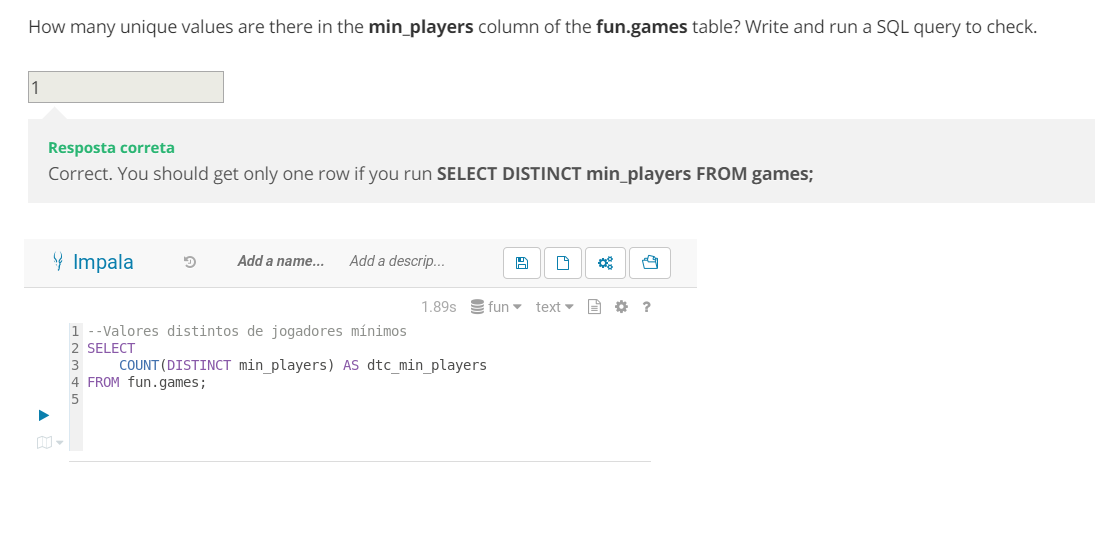 How many unique values are there in the min_players column of the fun.games table? Write and run a SQL query to check.
1
Resposta correta
Correct. You should get only one row if you run SELECT DISTINCT min_players FROM games;
Impala Add a name... Add a descrip...
1.89s fun text ?
1 --Valores distintos de jogadores mínimos
2 SELECT
3 COUNT(DISTINCT min_players) AS dtc_min_players
4 FROM fun.games;
5